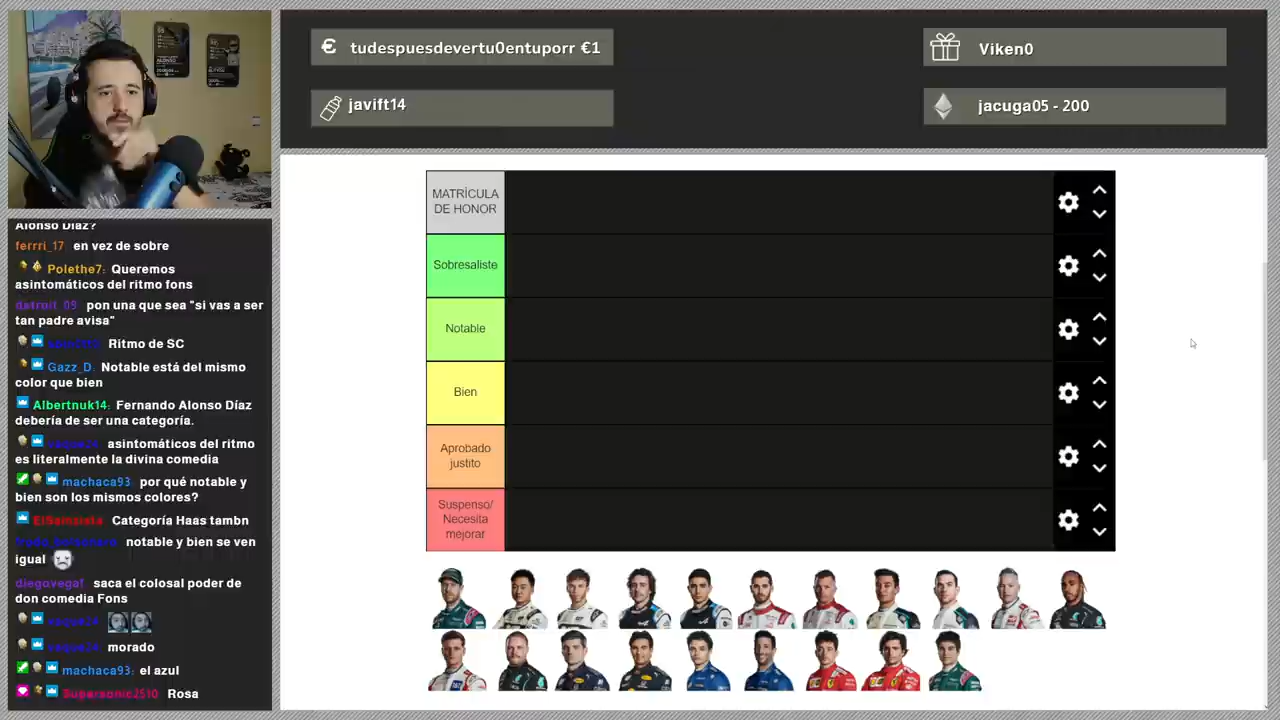 € tudespuesdevertu0entuporr €1
Viken0
javift14
jacuga05 - 200
MATRÍCULA
DE HONOR
Sobresaliste
Notable
Bien
Aprobado
justito
Suspenso/
Necesita
mejorar
Alonso Díaz?
ferrri_17 en vez de sobre
Polethe7: Queremos
asintomáticos del ritmo fons
pon una que sea "si vas a ser
tan padre avisa"
Ritmo de SC
Gazz_D: Notable está del mismo
color que bien
Albertnuk14: Fernando Alonso Díaz
debería de ser una categoría.
asintomáticos del ritmo
es literalmente la divina comedia
machaca93: por qué notable y
bien son los mismos colores?
Categoría Haas tambn
notable y bien se ven
igual
diegovegaf saca el colosal poder de
don comedia Fons
morado
machaca93: el azul
Supersonic2510 Rosa